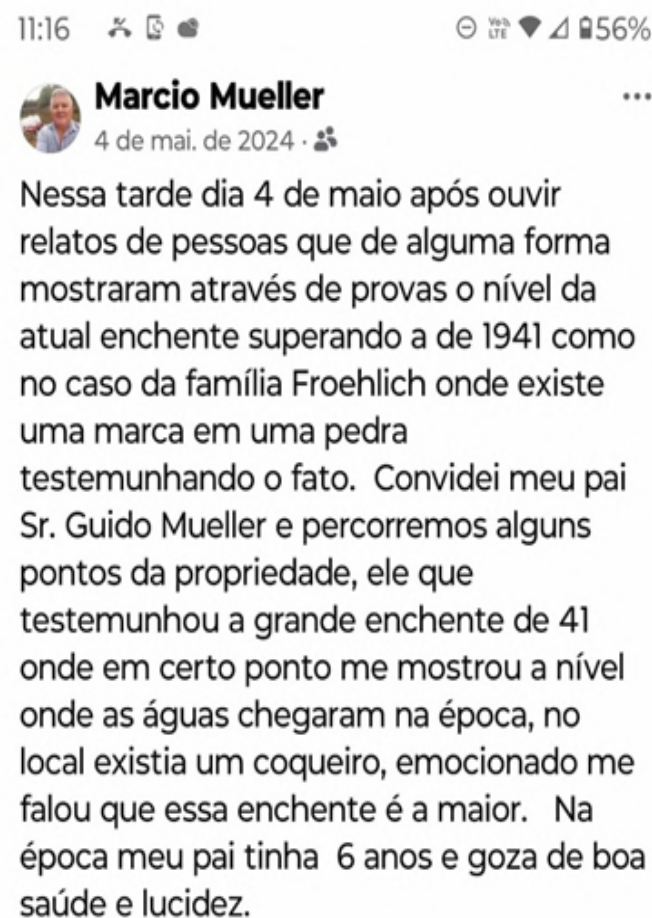 11:16 Vo) LTE 56%
Marcio Mueller
4 de mai. de 2024 ·
Nessa tarde dia 4 de maio após ouvir
relatos de pessoas que de alguma forma
mostraram através de provas o nível da
atual enchente superando a de 1941 como
no caso da família Froehlich onde existe
uma marca em uma pedra
testemunhando o fato.  Convidei meu pai
Sr. Guido Mueller e percorremos alguns
pontos da propriedade, ele que
testemunhou a grande enchente de 41
onde em certo ponto me mostrou a nível
onde as águas chegaram na época, no
local existia um coqueiro, emocionado me
falou que essa enchente é a maior.   Na
época meu pai tinha  6 anos e goza de boa
saúde e lucidez.